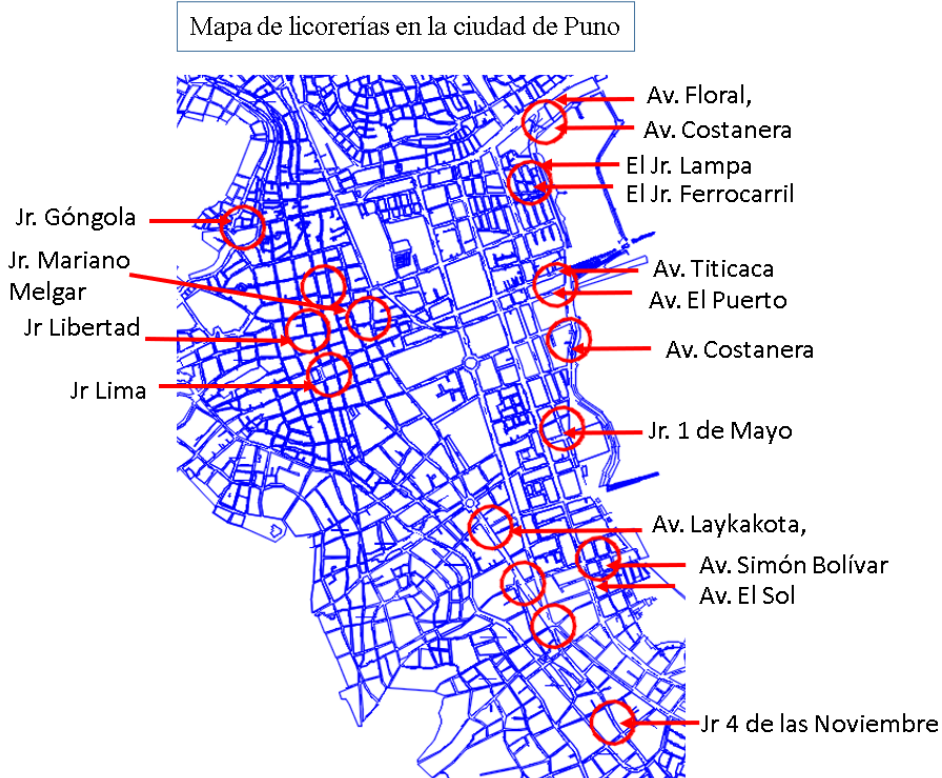 Mapa de licorerías en la ciudad de Puno
Av. Floral,
Av. Costanera
El Jr. Lampa
El Jr. Ferrocarril
Jr. Góngola
Jr. Mariano
Melgar
Jr Libertad
Jr Lima
Av. Titicaca
Av. El Puerto
Av. Costanera
Jr. 1 de Mayo
Av. Laykakota,
Av. Simón Bolívar
Av. El Sol
Jr 4 de las Noviembre